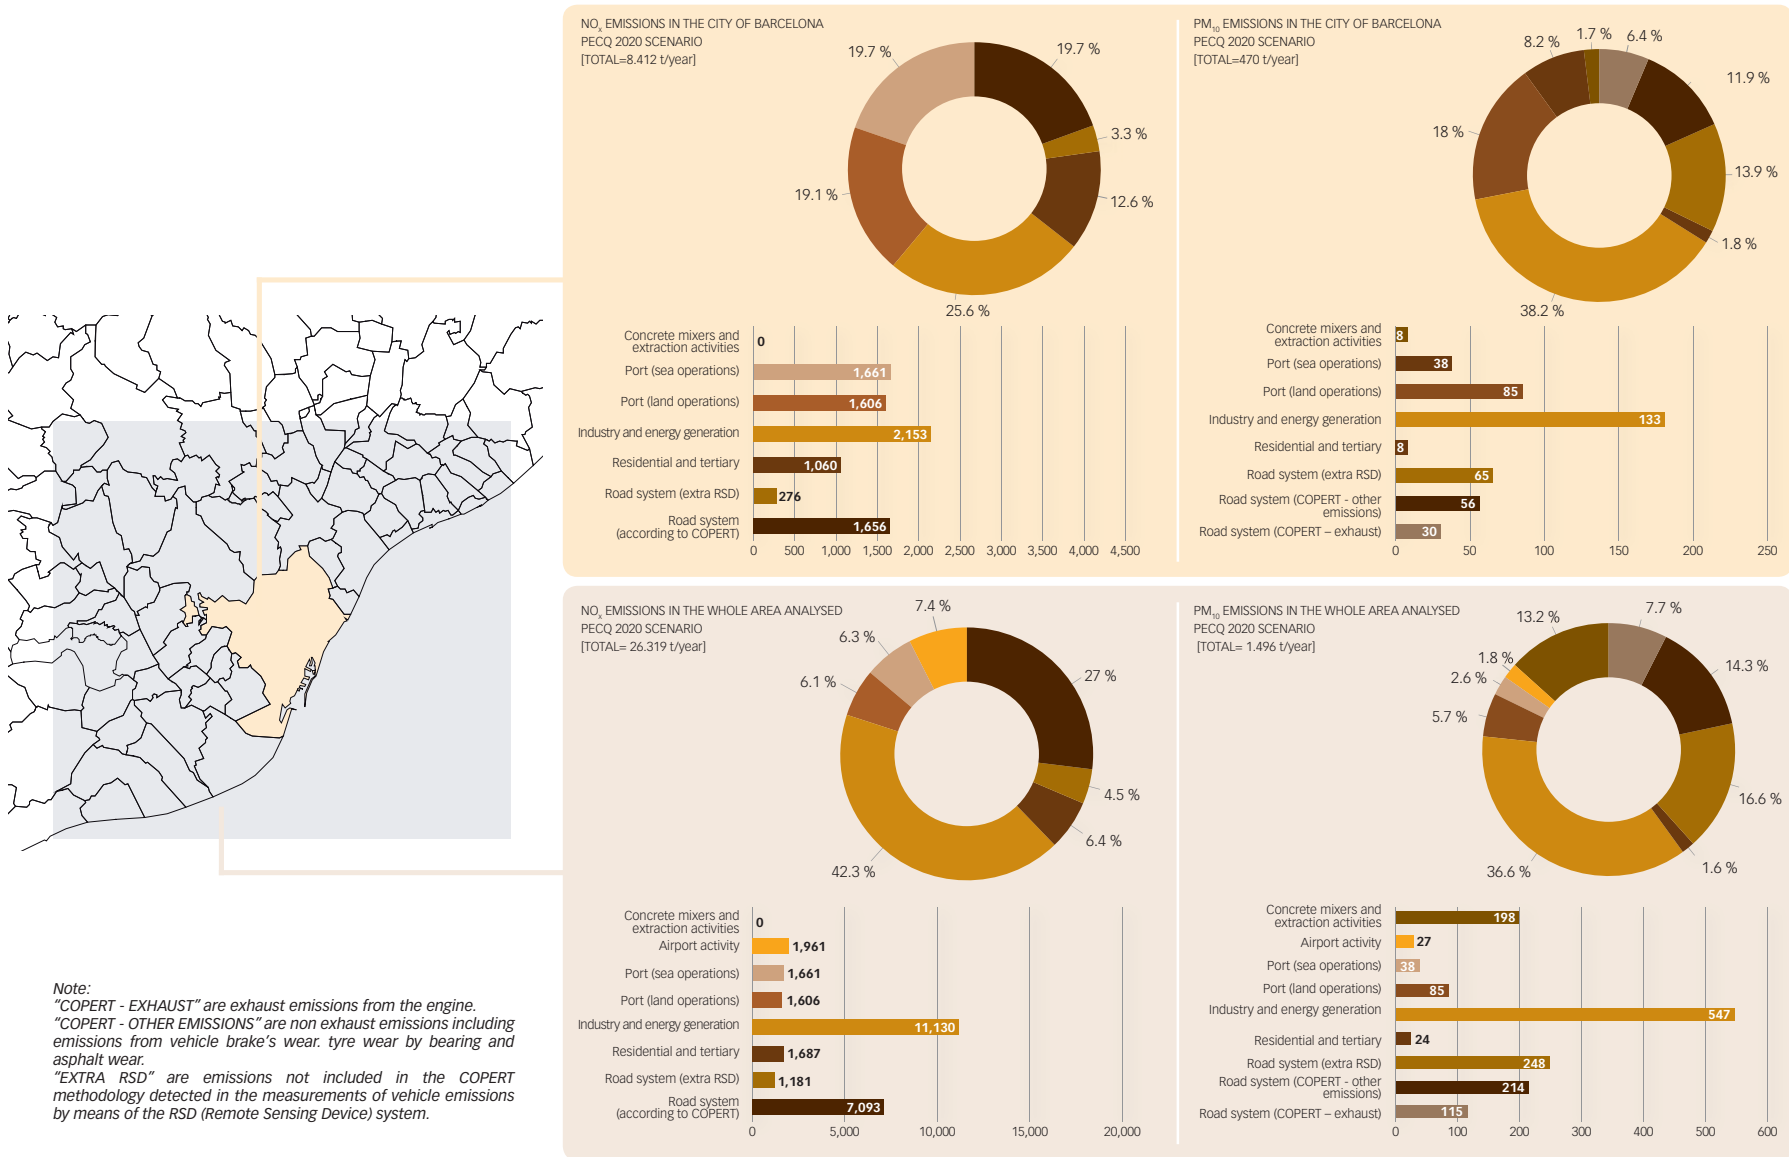 NOx EMISSIONS IN THE CITY OF BARCELONA
PECQ 2020 SCENARIO
[TOTAL=8.412 t/year]
19.7 %
19.7 %
3.3 %
12.6 %
19.1 %
25.6 %
Concrete mixers and
extraction activities
0
Port (sea operations)
1,661
Port (land operations)
1,606
Industry and energy generation
2,153
Residential and tertiary
1,060
Road system (extra RSD)
276
Road system
(according to COPERT)
1,656
0 500 1,000 1,500 2,000 2,500 3,000 3,500 4,000 4,500
PM10 EMISSIONS IN THE CITY OF BARCELONA
PECQ 2020 SCENARIO
[TOTAL=470 t/year]
8.2 %
1.7 %
6.4 %
11.9 %
18 %
13.9 %
1.8 %
38.2 %
Concrete mixers and
extraction activities
8
Port (sea operations)
38
Port (land operations)
85
Industry and energy generation
133
Residential and tertiary
8
Road system (extra RSD)
65
Road system (COPERT - other
emissions)
56
Road system (COPERT – exhaust)
30
0 50 100 150 200 250
NOx EMISSIONS IN THE WHOLE AREA ANALYSED
PECQ 2020 SCENARIO
[TOTAL= 26.319 t/year]
7.4 %
6.3 %
6.1 %
27 %
4.5 %
6.4 %
42.3 %
Concrete mixers and
extraction activities
0
Airport activity
1,961
Port (sea operations)
1,661
Port (land operations)
1,606
Industry and energy generation
11,130
Residential and tertiary
1,687
Road system (extra RSD)
1,181
Road system
(according to COPERT)
7,093
0 5,000 10,000 15,000 20,000
PM10 EMISSIONS IN THE WHOLE AREA ANALYSED
PECQ 2020 SCENARIO
[TOTAL= 1.496 t/year]
13.2 %
7.7 %
1.8 %
2.6 %
5.7 %
14.3 %
16.6 %
1.6 %
36.6 %
Concrete mixers and
extraction activities
198
Airport activity
27
Port (sea operations)
38
Port (land operations)
85
Industry and energy generation
547
Residential and tertiary
24
Road system (extra RSD)
248
Road system (COPERT - other
emissions)
214
Road system (COPERT – exhaust)
115
0 100 200 300 400 500 600
Note:
“COPERT - EXHAUST” are exhaust emissions from the engine.
“COPERT - OTHER EMISSIONS” are non exhaust emissions including
emissions from vehicle brake’s wear. tyre wear by bearing and
asphalt wear.
“EXTRA RSD” are emissions not included in the COPERT
methodology detected in the measurements of vehicle emissions
by means of the RSD (Remote Sensing Device) system.